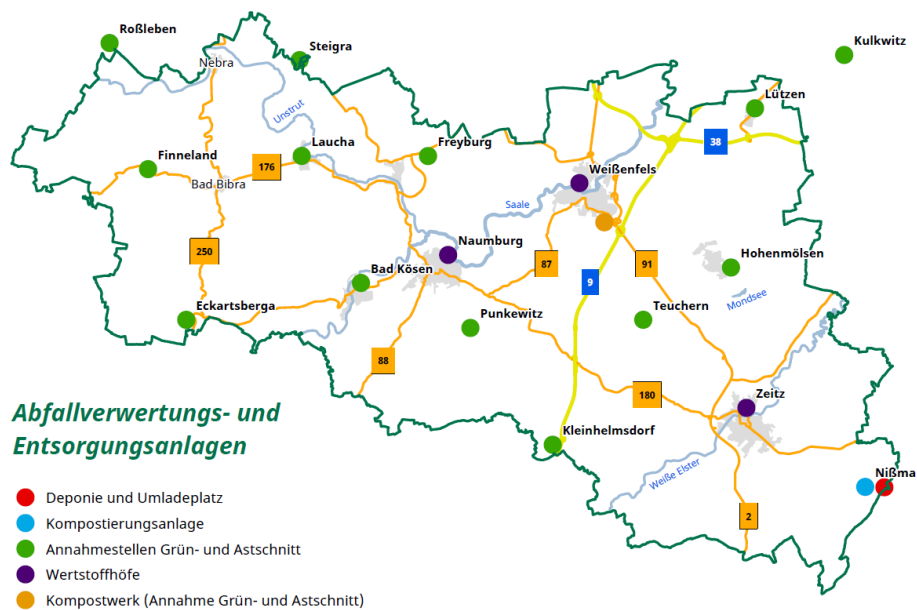 Roßleben
Steigra
Kulkwitz
Nebra
Lützen
Unstrut
Laucha
Freyburg
38
Finneland
176
Weißenfels
Bad Bibra
Saale
Naumburg
250
87
91
Hohenmölsen
Bad Kösen
9
Mondsee
Eckartsberga
Punkewitz
Teuchern
88
180
Zeitz
Abfallverwertungs- und
Entsorgungsanlagen
Kleinhelmsdorf
Weiße Elster
Nißma
2
Deponie und Umladeplatz
Kompostierungsanlage
Annahmestellen Grün- und Astschnitt
Wertstoffhöfe
Kompostwerk (Annahme Grün- und Astschnitt)